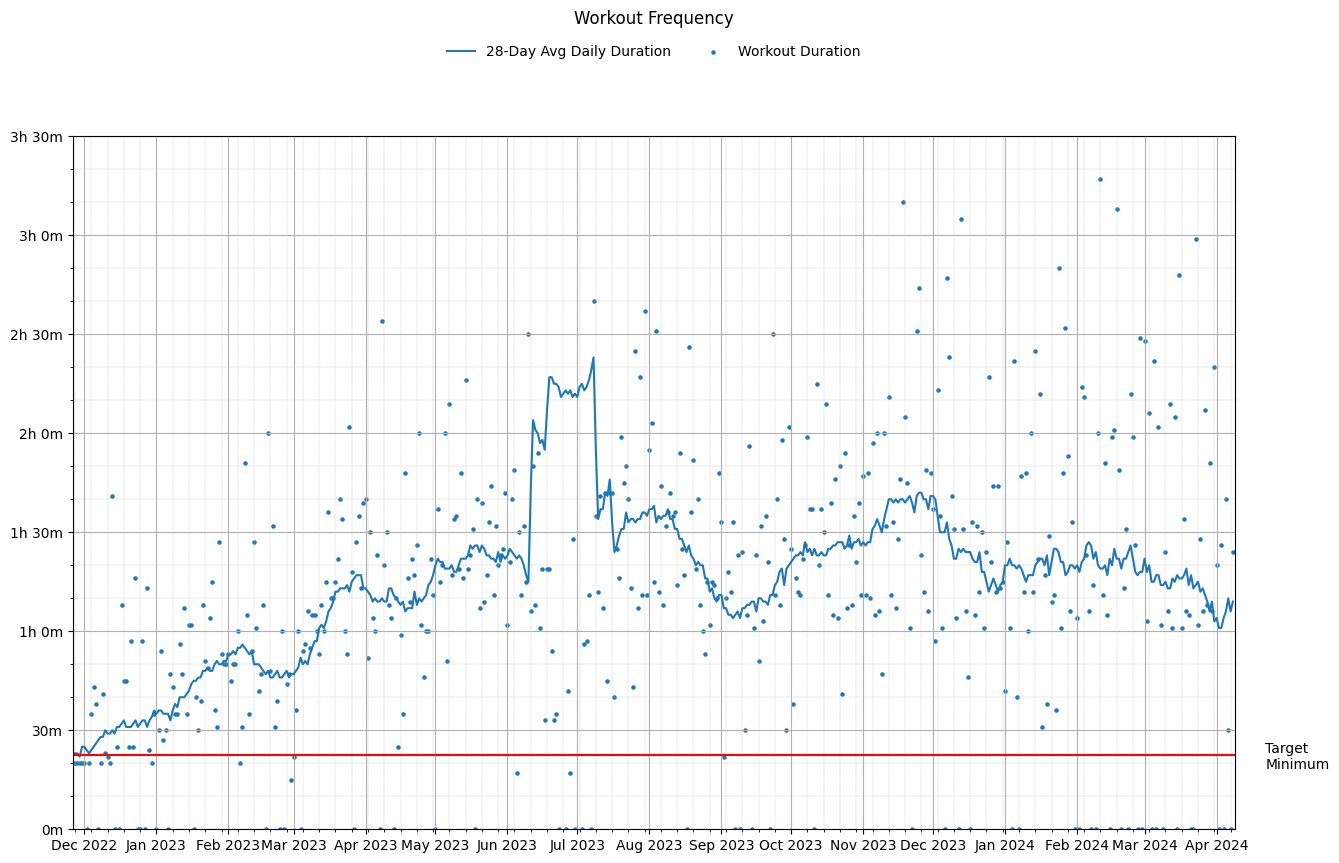 Workout Frequency
28-Day Avg Daily Duration
Workout Duration
3h 30m
3h 0m
2h 30m
2h 0m
1h 30m
1h 0m
30m
0m
Target
Minimum
Dec 2022
Jan 2023
Feb 2023
Mar 2023
Apr 2023
May 2023
Jun 2023
Jul 2023
Aug 2023
Sep 2023
Oct 2023
Nov 2023
Dec 2023
Jan 2024
Feb 2024
Mar 2024
Apr 2024